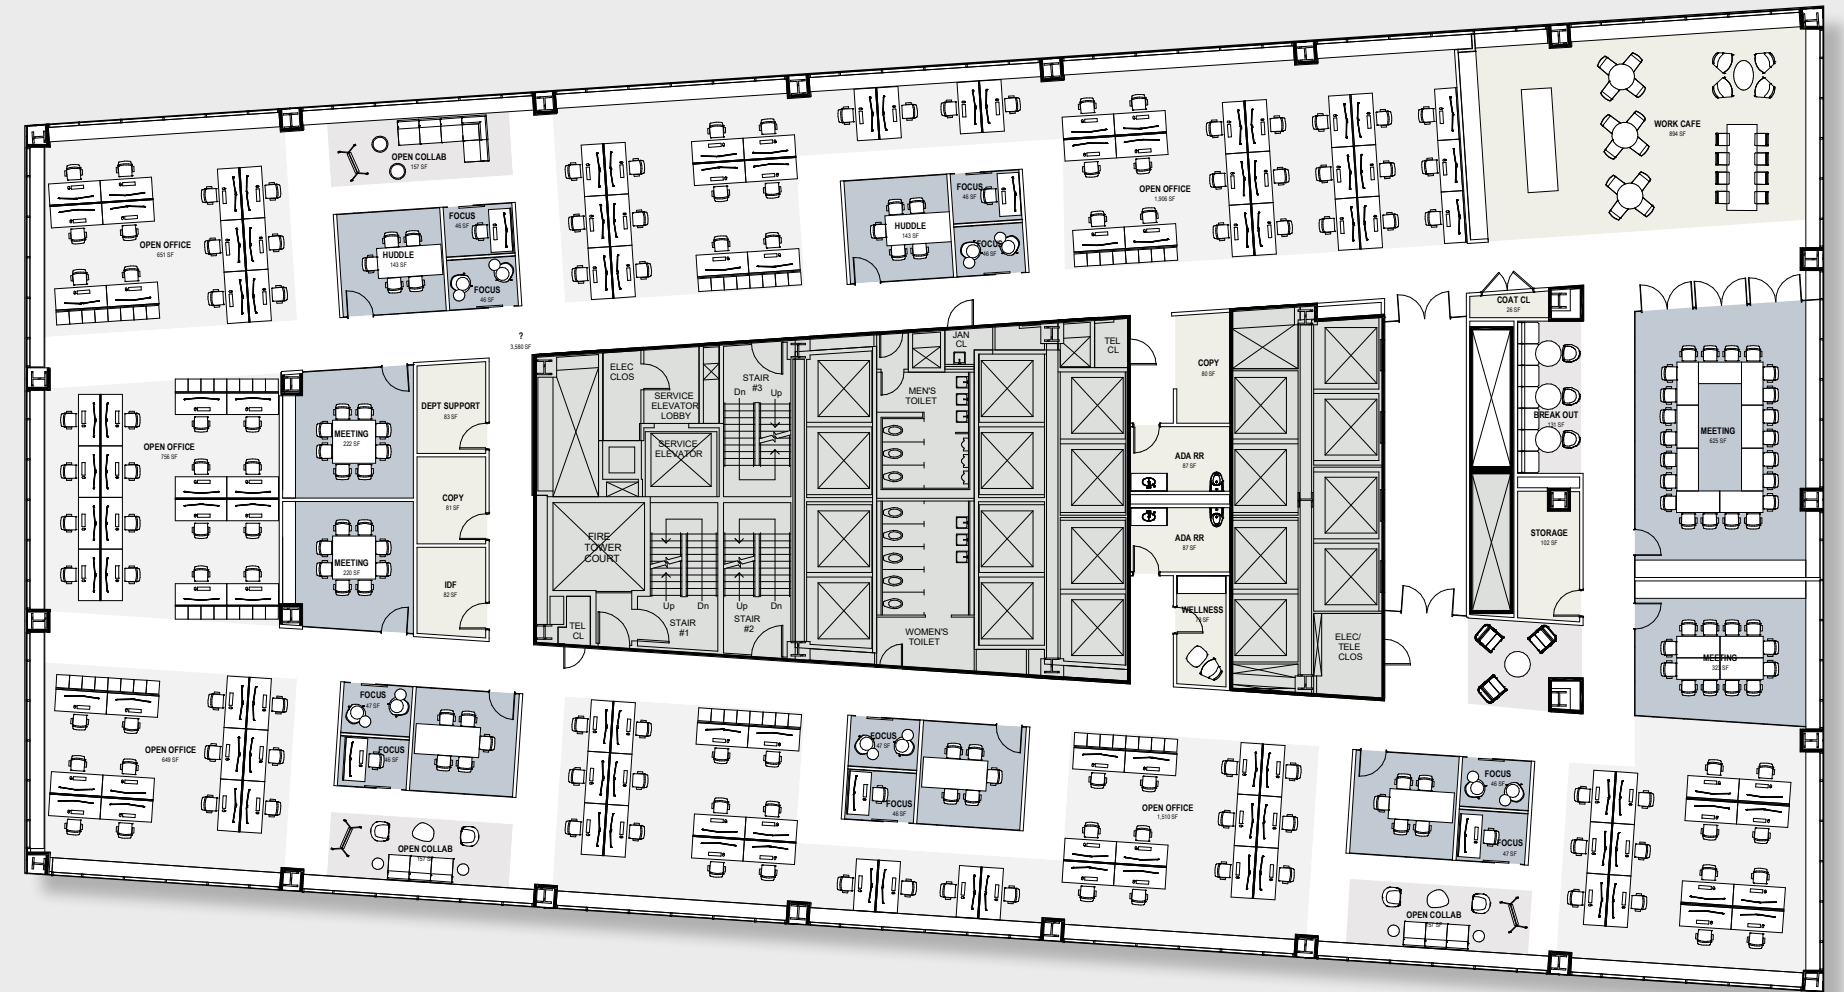 WORK CAFE
894 SF
OPEN COLLAB
157 SF
OPEN OFFICE
1,906 SF
FOCUS
46 SF
FOCUS
46 SF
HUDDLE
143 SF
FOCUS
46 SF
HUDDLE
143 SF
FOCUS
46 SF
OPEN OFFICE
651 SF
COAT CL
26 SF
?
3,580 SF
JAN
CL
TEL
CL
COPY
80 SF
ELEC
CLOS
STAIR
#3
Dn
Up
SERVICE
ELEVATOR
LOBBY
MEN'S
TOILET
DEPT SUPPORT
83 SF
BREAK OUT
131 SF
MEETING
625 SF
MEETING
222 SF
OPEN OFFICE
756 SF
SERVICE
ELEVATOR
ADA RR
87 SF
COPY
81 SF
STORAGE
102 SF
FIRE
TOWER
COURT
ADA RR
87 SF
MEETING
220 SF
IDF
82 SF
Up
Dn
Up
Dn
WELLNESS
TEL
CL
STAIR
#1
STAIR
#2
WOMEN'S
TOILET
ELEC/
TELE
CLOS
MEETING
FOCUS
47 SF
FOCUS
47 SF
OPEN OFFICE
649 SF
FOCUS
46 SF
FOCUS
46 SF
FOCUS
46 SF
OPEN OFFICE
1,510 SF
FOCUS
47 SF
OPEN COLLAB
157 SF
OPEN COLLAB
157 SF